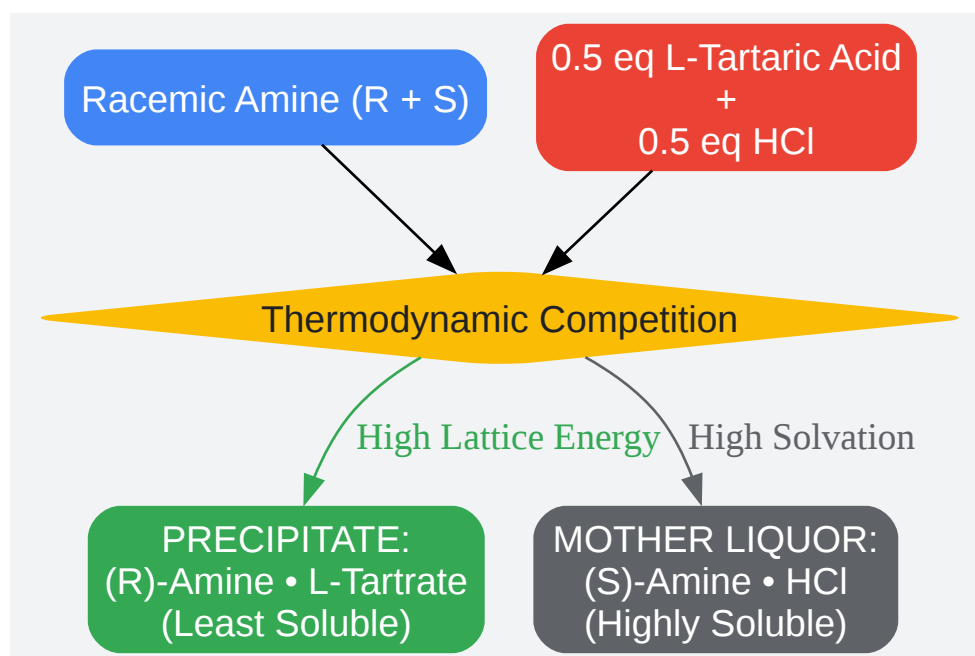 Racemic Amine (R + S)
0.5 eq L-Tartaric Acid
+
0.5 eq HCl
Thermodynamic Competition
High Lattice Energy
High Solvation
PRECIPITATE:
(R)-Amine • L-Tartrate
(Least Soluble)
MOTHER LIQUOR:
(S)-Amine • HCl
(Highly Soluble)